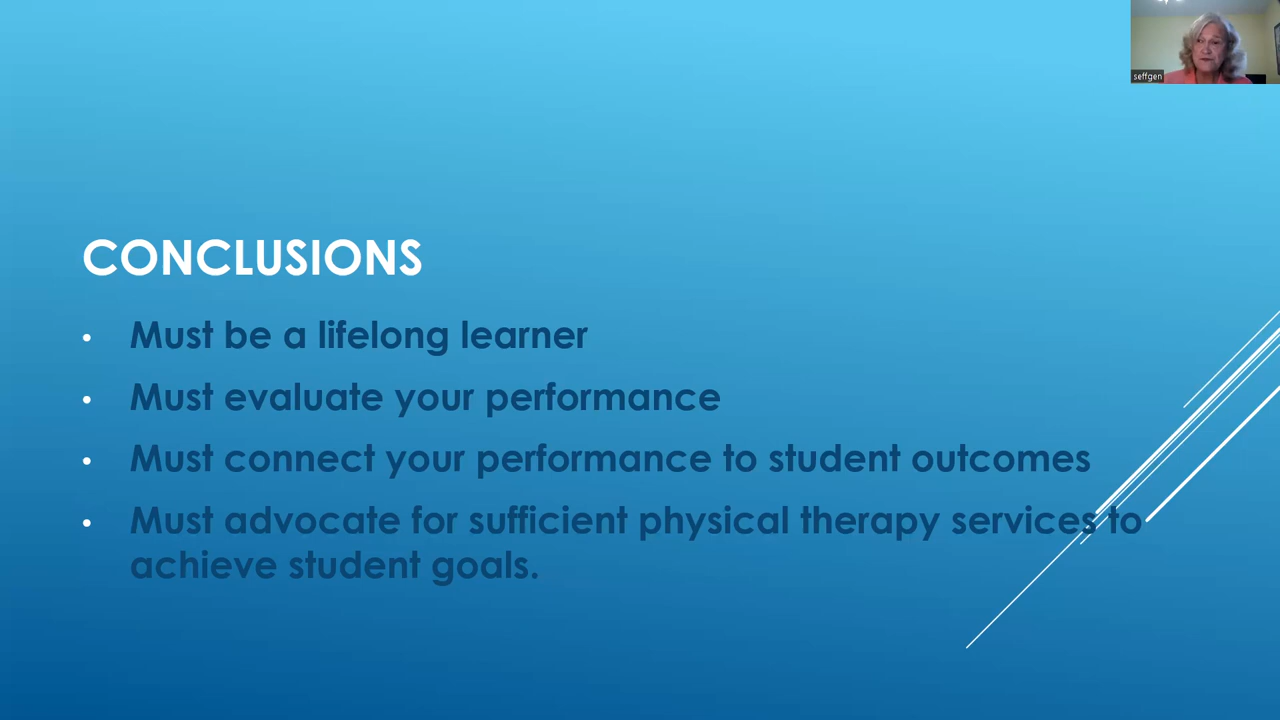 seffgen
CONCLUSIONS
• Must be a lifelong learner
• Must evaluate your performance
• Must connect your performance to student outcomes
• Must advocate for sufficient physical therapy services to
achieve student goals.